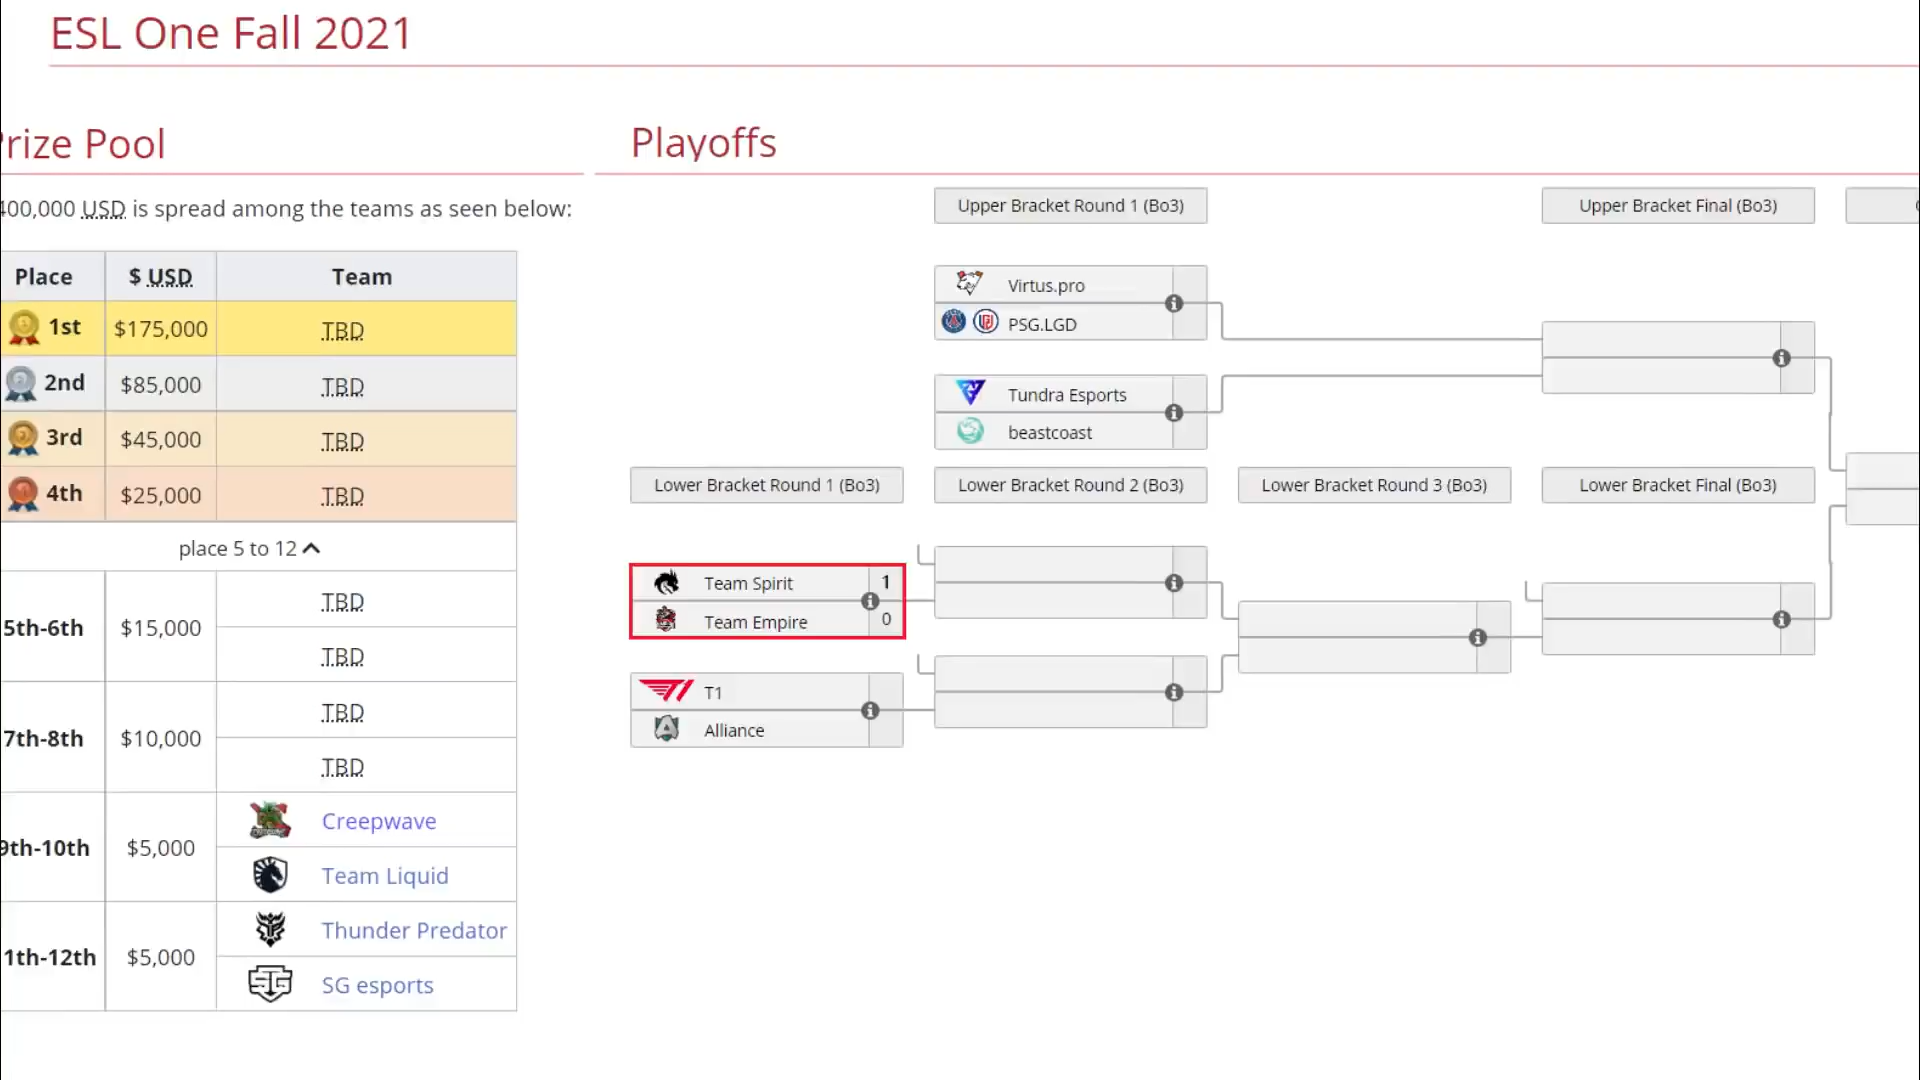 ESL One Fall 2021
rize Pool
400,000 USD is spread among the teams as seen below:
Place $ USD Team
1st $175,000 TBD
2nd $85,000 TBD
3rd $45,000 TBD
4th $25,000 TBD
place 5 to 12
5th-6th $15,000 TBD
TBD
7th-8th $10,000 TBD
TBD
9th-10th $5,000 Creepwave
Team Liquid
1th-12th $5,000 Thunder Predator
SG esports
Playoffs
Upper Bracket Round 1 (Bo3)
Upper Bracket Final (Bo3)
Virtus.pro
PSG.LGD
Tundra Esports
beastcoast
Lower Bracket Round 1 (Bo3)
Lower Bracket Round 2 (Bo3)
Lower Bracket Round 3 (Bo3)
Lower Bracket Final (Bo3)
Team Spirit 1
Team Empire 0
T1
Alliance